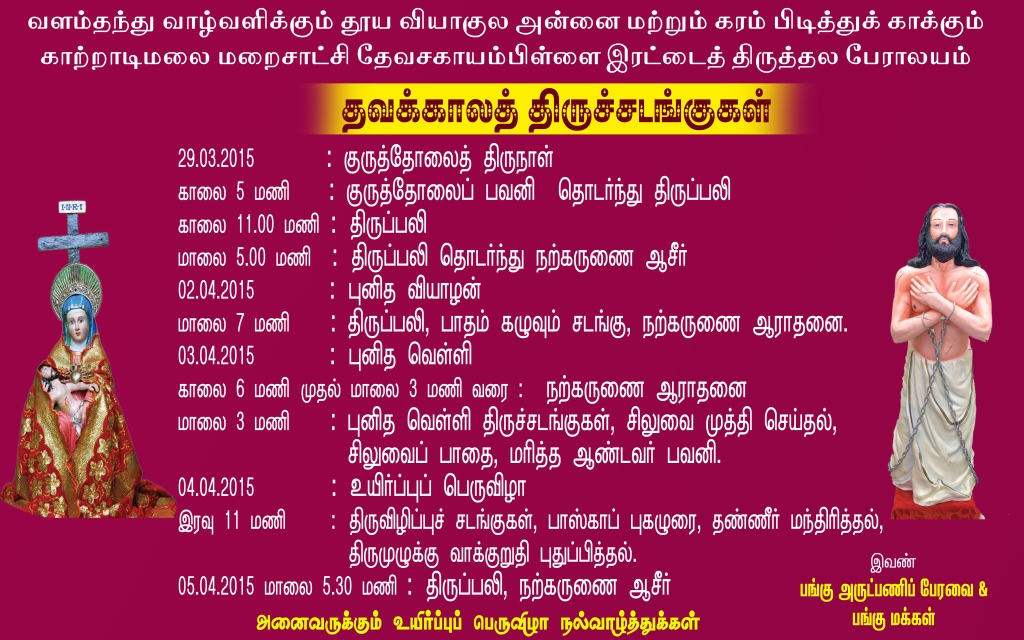 வளம்தந்து வாழ்வளிக்கும் தூய வியாகுல அன்னை மற்றும் கரம் பிடித்துக் காக்கும்
காற்றாடிமலை மறைசாட்சி தேவசகாயம்பிள்ளை இரட்டைத் திருத்தல பேராலயம்
தவக்காலத் திருச்சடங்குகள்
29.03.2015 : குருத்தோலைத் திருநாள்
காலை 5 மணி : குருத்தோலைப் பவனி தொடர்ந்து திருப்பலி
காலை 11.00 மணி : திருப்பலி
மாலை 5.00 மணி : திருப்பலி தொடர்ந்து நற்கருணை ஆசீர்
02.04.2015 : புனித வியாழன்
மாலை 7 மணி : திருப்பலி, பாதம் கழுவும் சடங்கு, நற்கருணை ஆராதனை.
03.04.2015 : புனித வெள்ளி
காலை 6 மணி முதல் மாலை 3 மணி வரை : நற்கருணை ஆராதனை
மாலை 3 மணி : புனித வெள்ளி திருச்சடங்குகள், சிலுவை முத்தி செய்தல்,
சிலுவைப் பாதை, மரித்த ஆண்டவர் பவனி.
04.04.2015 : உயிர்ப்புப் பெருவிழா
இரவு 11 மணி : திருவிழிப்புச் சடங்குகள், பாஸ்காப் புகழுரை, தண்ணீர் மந்திரித்தல்,
திருமுழுக்கு வாக்குறுதி புதுப்பித்தல்.
05.04.2015 மாலை 5.30 மணி : திருப்பலி, நற்கருணை ஆசீர்
அனைவருக்கும் உயிர்ப்புப் பெருவிழா நல்வாழ்த்துக்கள்
இவண்
பங்கு அருட்பணிப் பேரவை &
பங்கு மக்கள்
INRI